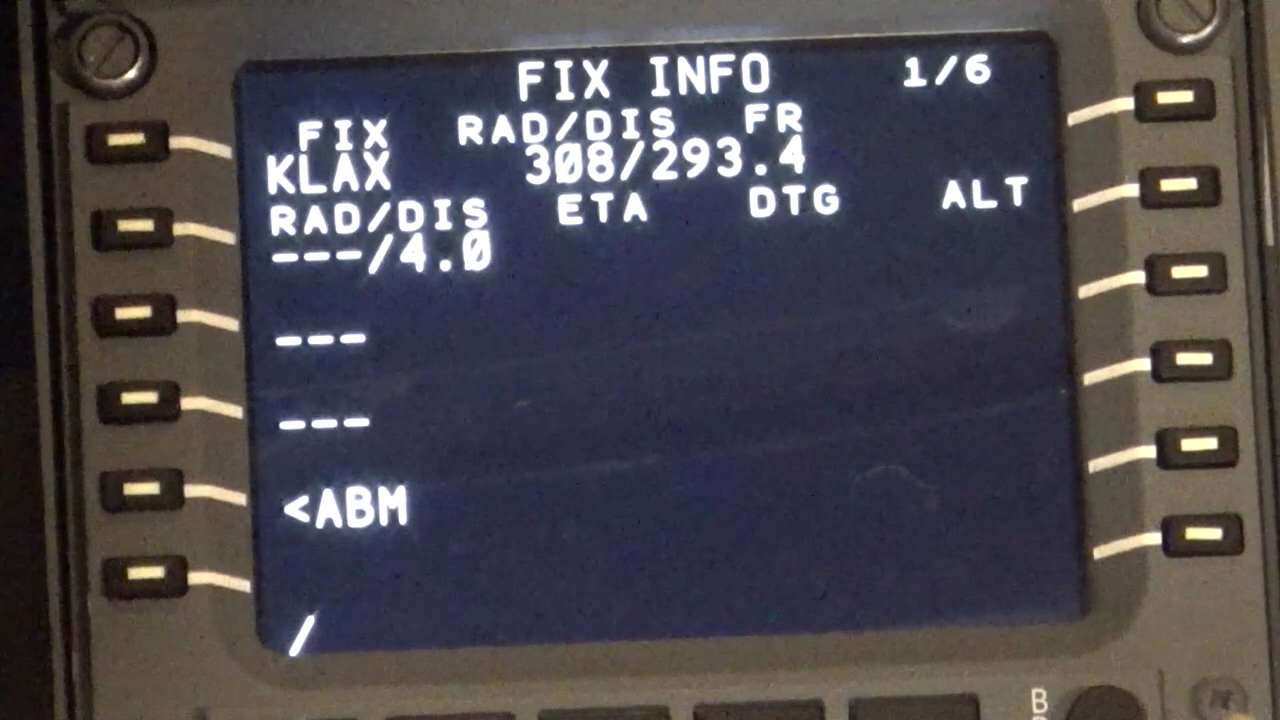 FIX INFO 1/6
FIX RAD/DIS FR
KLAX 308/293.4
RAD/DIS ETA DTG ALT
---/4.0
---
---
<ABM
/
B